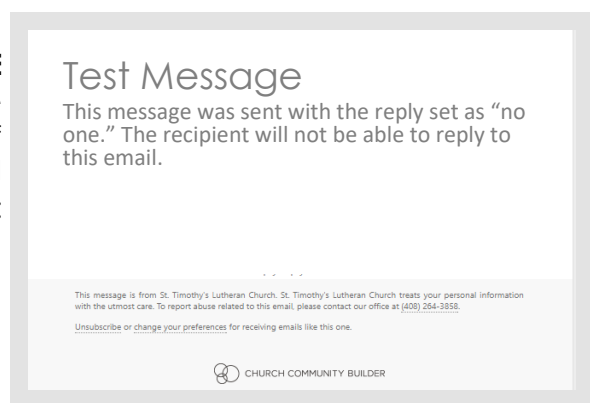 Test Message
This message was sent with the reply set as “no
one.” The recipient will not be able to reply to
this email.
This message is from St. Timothy's Lutheran Church. St. Timothy's Lutheran Church treats your personal information
with the utmost care. To report abuse related to this email, please contact our office at (408) 264-3858.
Unsubscribe or change your preferences for receiving emails like this one.
CHURCH COMMUNITY BUILDER